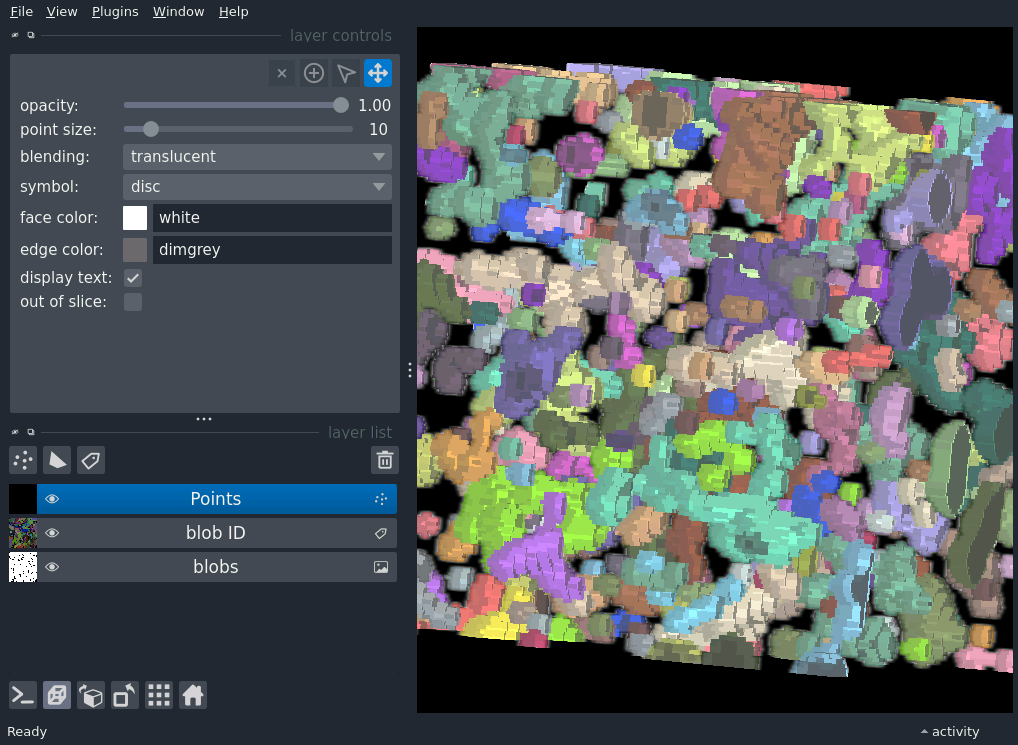 File View Plugins Window Help
layer controls
opacity: 1.00
point size: 10
blending: translucent
symbol: disc
face color: white
edge color: dimgrey
display text:
out of slice:
layer list
Points
blob ID
blobs
Ready
activity